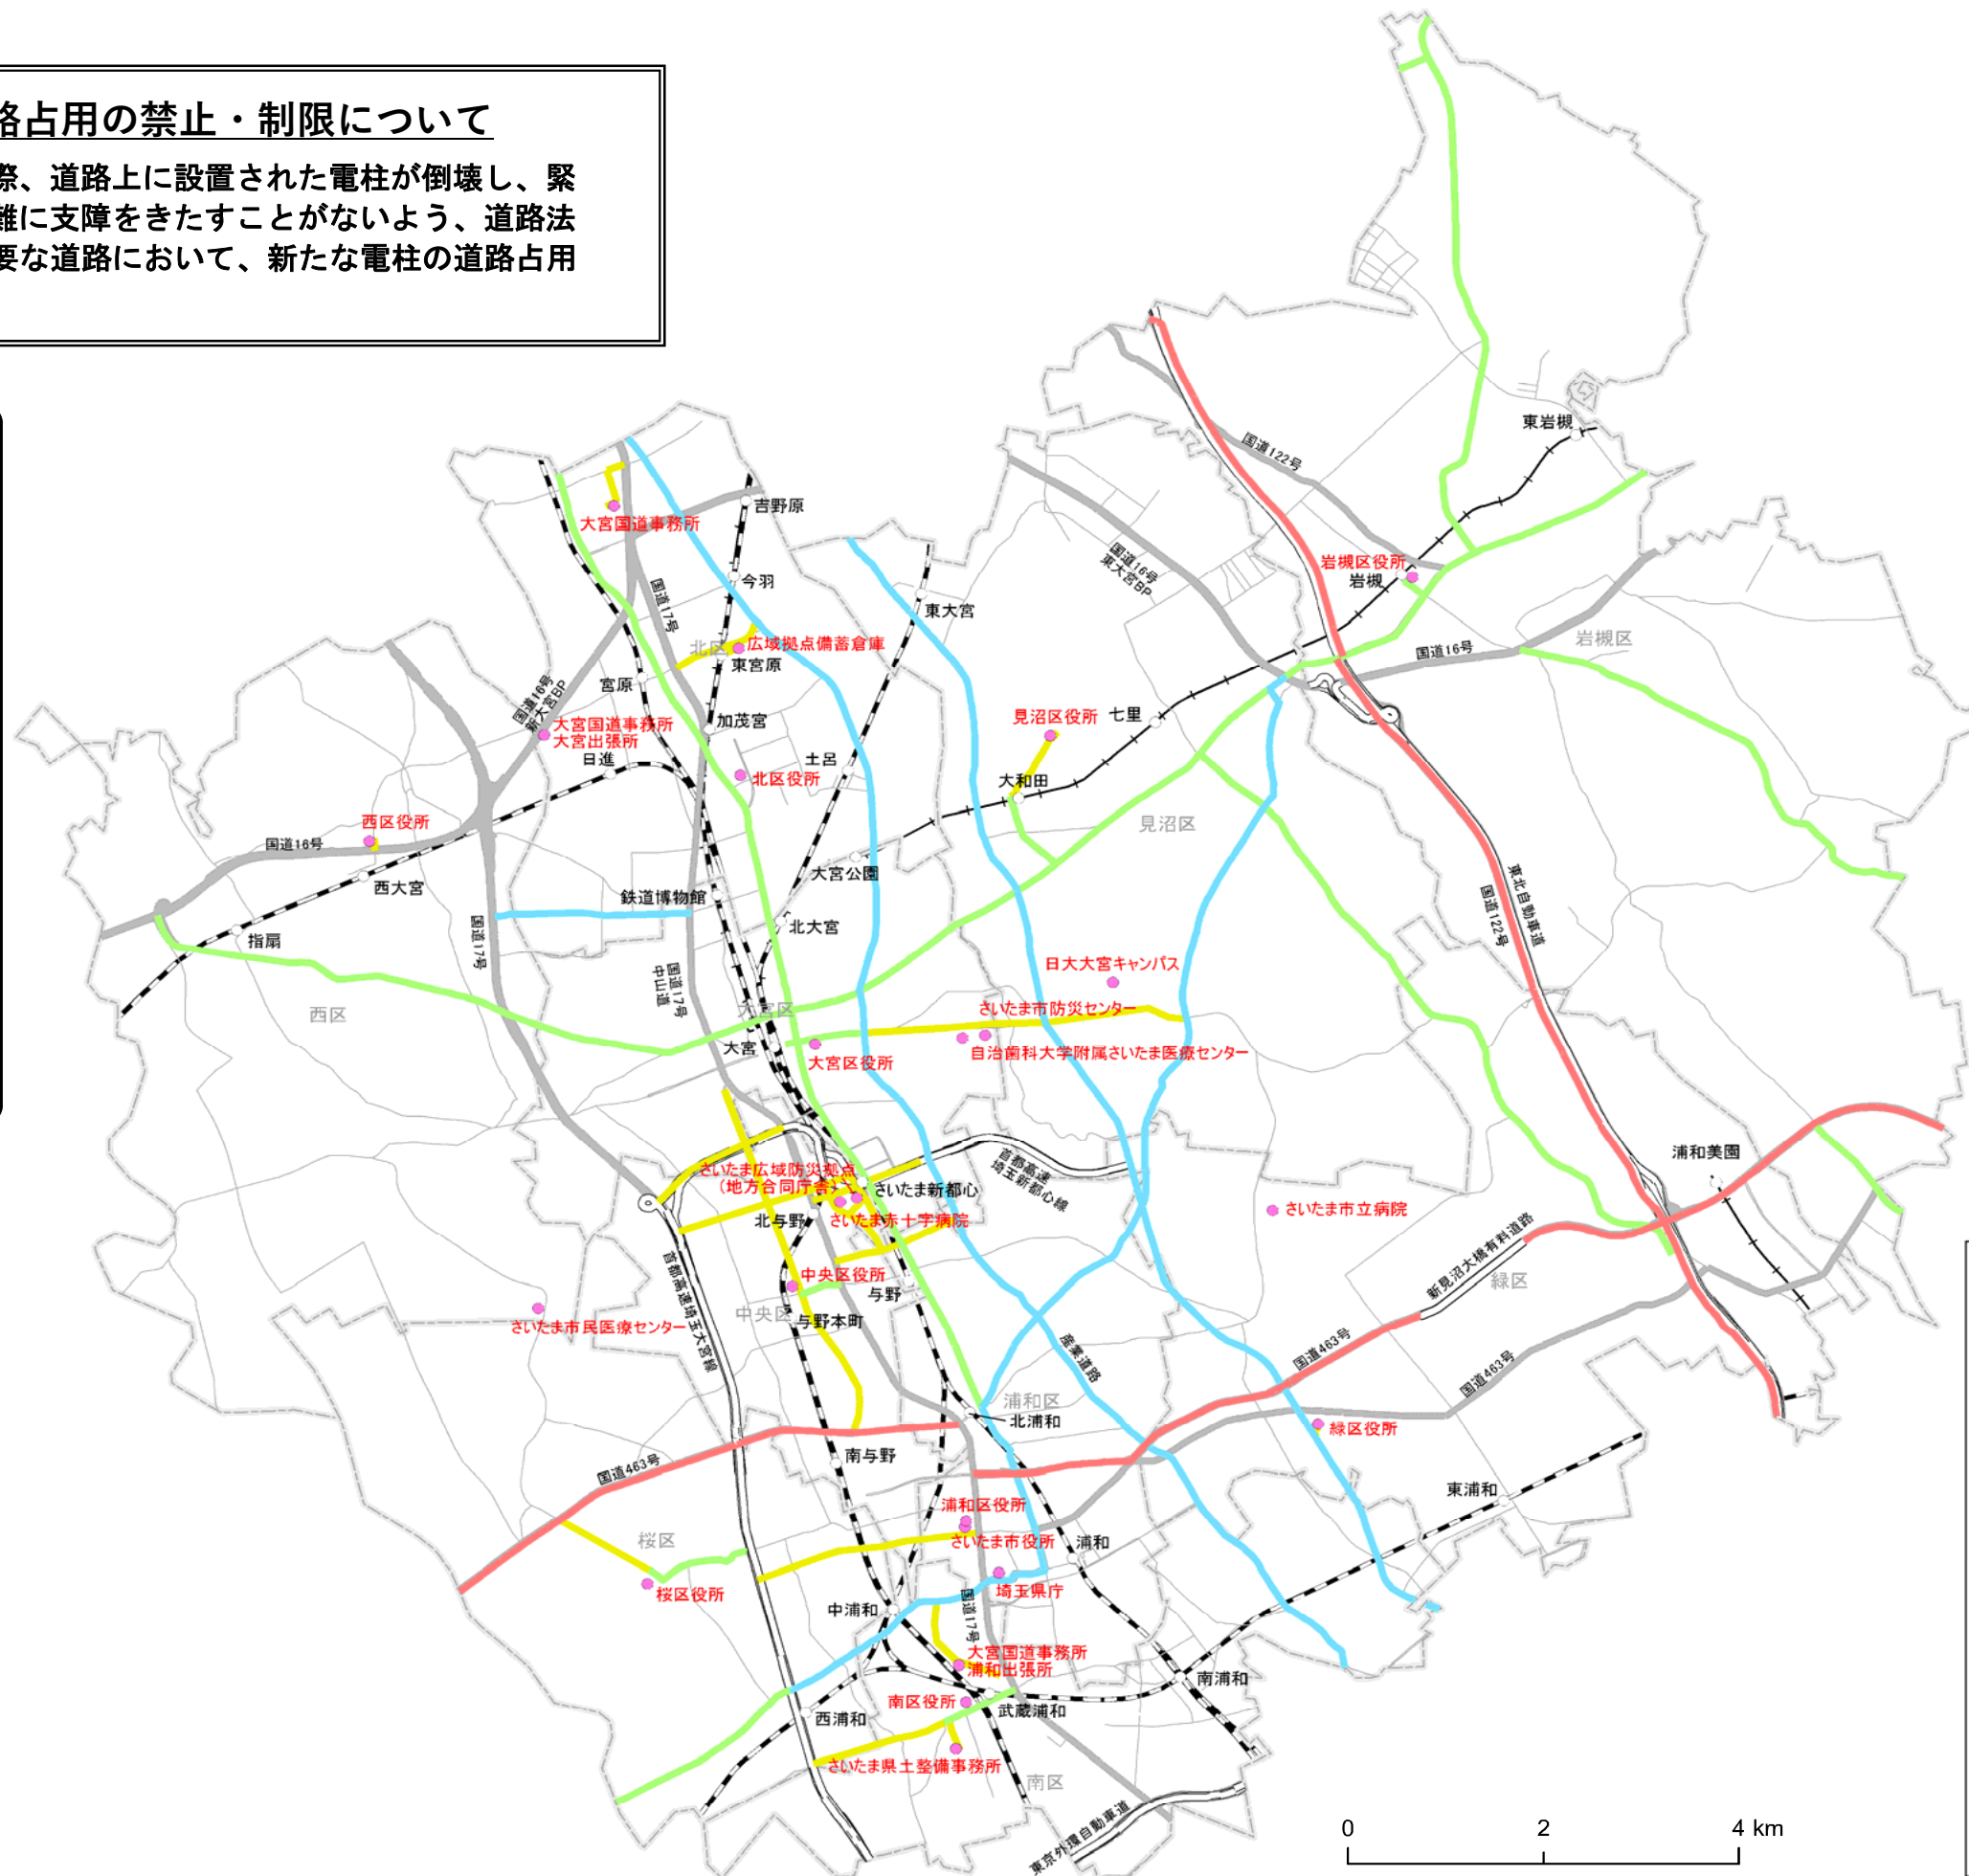 路占用の禁止・制限について
際、道路上に設置された電柱が倒壊し、緊
難に支障をきたすことがないよう、道路法
要な道路において、新たな電柱の道路占用
東岩槻
国道122号
吉野原
大宮国道事務所
国道16号
東大宮BP
岩槻区役所
岩槻
今羽
国道17号
東大宮
岩槻区
北区
広域拠点備蓄倉庫
東宮原
国道16号
宮原
国道16号
新大宮BP
加茂宮
見沼区役所
七里
大宮国道事務所
大宮出張所
日進
土呂
北区役所
大和田
西区役所
見沼区
国道16号
大宮公園
西大宮
鉄道博物館
東北自動車道
国道122号
北大宮
指扇
国道17号
国道17号
中山道
日大大宮キャンパス
西区
大宮区
さいたま市防災センター
大宮
大宮区役所
自治歯科大学附属さいたま医療センター
浦和美園
首都高速
埼玉新都心線
さいたま広域防災拠点
(地方合同庁舎)
さいたま新都心
さいたま市立病院
北与野
さいたま赤十字病院
新見沼大橋有料道路
首都高速埼玉大宮線
中央区役所
緑区
与野
中央区
与野本町
さいたま市民医療センター
産業道路
国道463号
国道463号
浦和区
北浦和
緑区役所
南与野
国道463号
東浦和
浦和区役所
桜区
さいたま市役所
浦和
桜区役所
埼玉県庁
中浦和
国道17号
大宮国道事務所
浦和出張所
南浦和
南区役所
武蔵浦和
西浦和
さいたま県土整備事務所
南区
東京外環自動車道
0 2 4 km